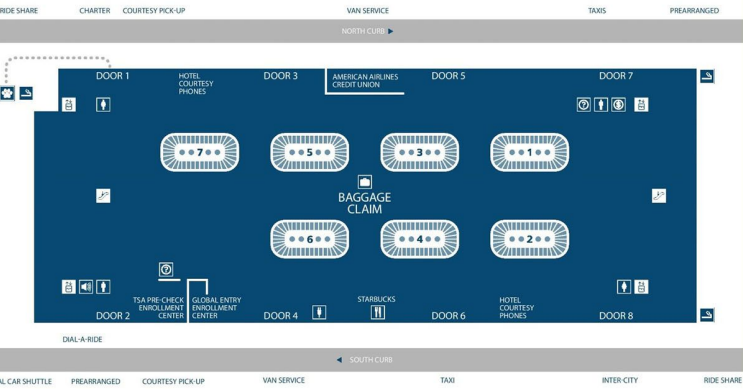 RIDE SHARE CHARTER COURTESY PICK-UP VAN SERVICE TAXIS PREARRANGED
NORTH CURB
DOOR 1 HOTEL DOOR 3 AMERICAN AIRLINES DOOR 5 DOOR 7
COURTESY CREDIT UNION
PHONES
7 5 3 1
BAGGAGE
CLAIM
6 4 2
TSA PRE-CHECK GLOBAL ENTRY STARBUCKS HOTEL
ENROLLMENT ENROLLMENT COURTESY
CENTER CENTER PHONES
DOOR 2 DOOR 4 DOOR 6 DOOR 8
DIAL-A-RIDE
SOUTH CURB
AL CAR SHUTTLE PREARRANGED COURTESY PICK-UP VAN SERVICE TAXI INTER-CITY RIDE SHARE